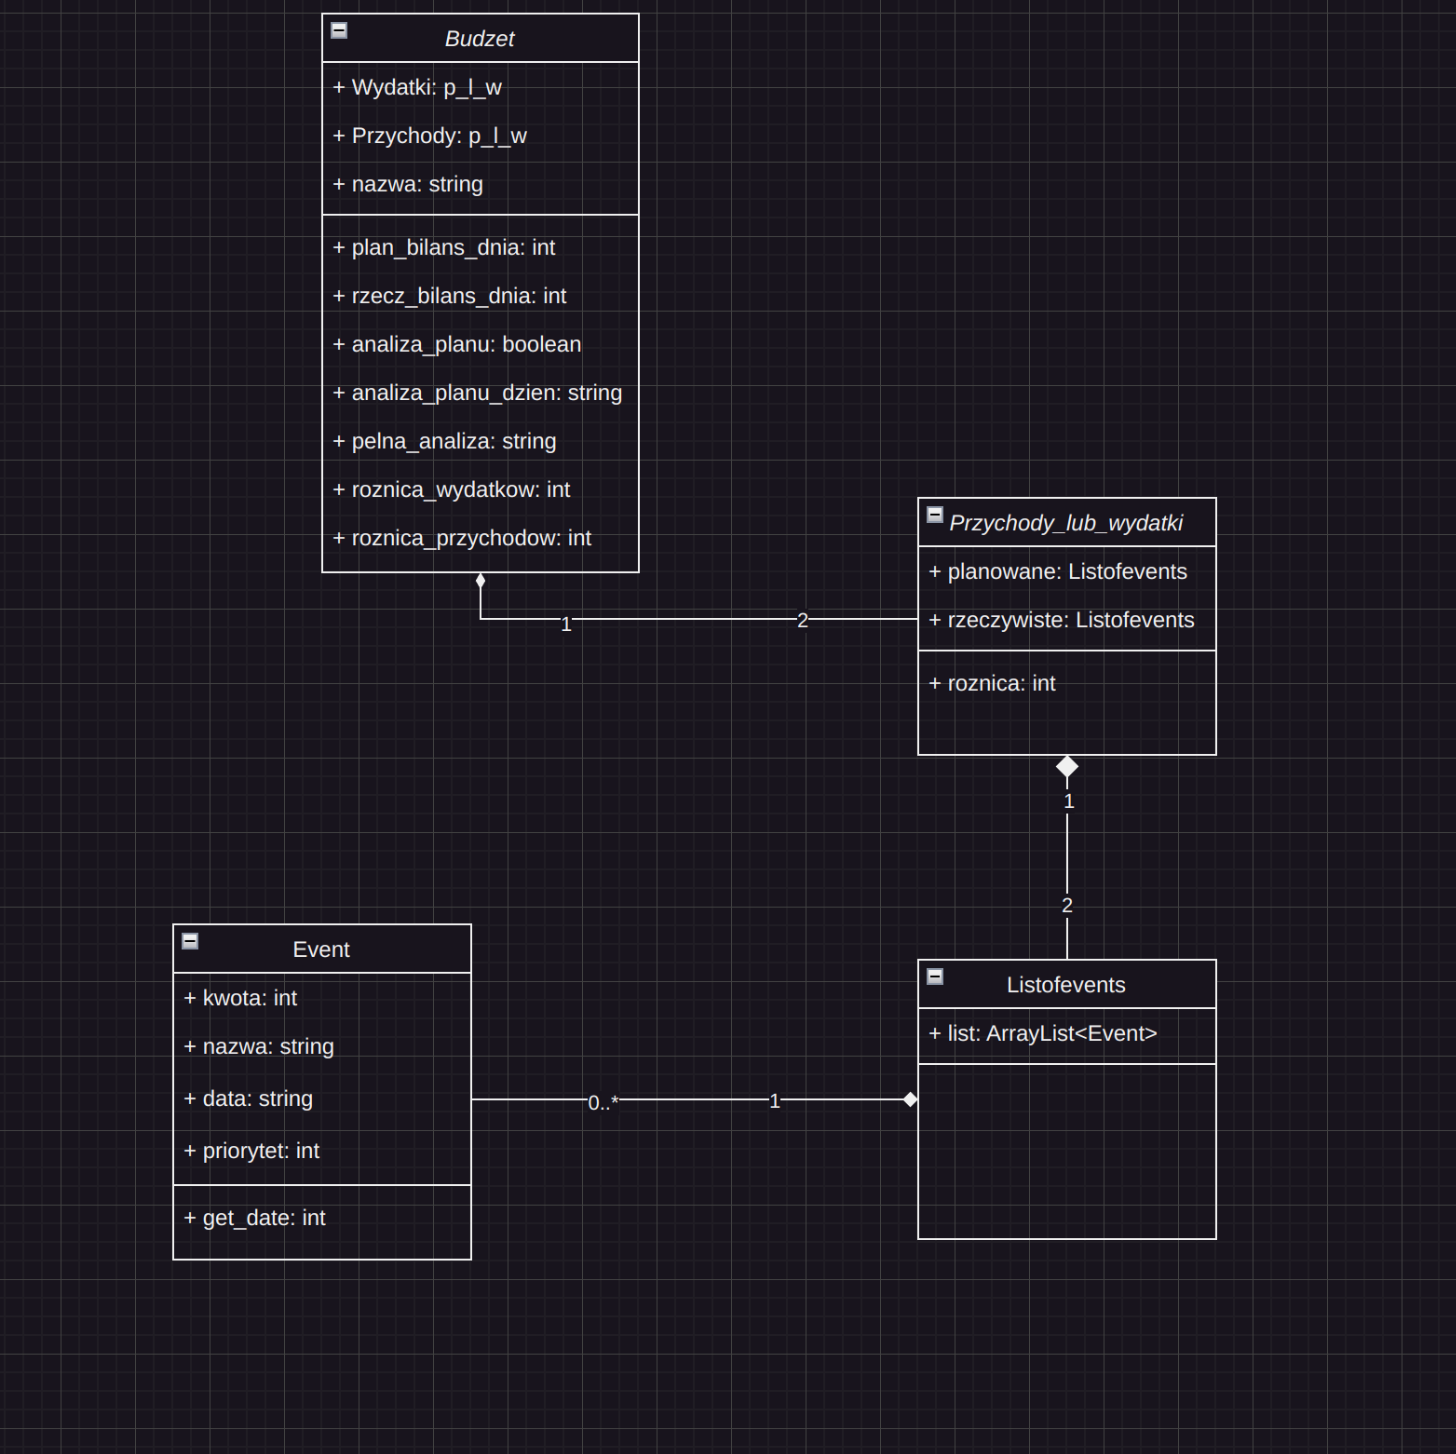 Budzet
+ Wydatki: p_l_w
+ Przychody: p_l_w
+ nazwa: string
+ plan_bilans_dnia: int
+ rzecz_bilans_dnia: int
+ analiza_planu: boolean
+ analiza_planu_dzien: string
+ pelna_analiza: string
+ roznica_wydatkow: int
+ roznica_przychodow: int
1
2
Przychody_lub_wydatki
+ planowane: Listofevents
+ rzeczywiste: Listofevents
+ roznica: int
1
2
Event
+ kwota: int
+ nazwa: string
+ data: string
+ priorytet: int
+ get_date: int
0..*
1
Listofevents
+ list: ArrayList<Event>